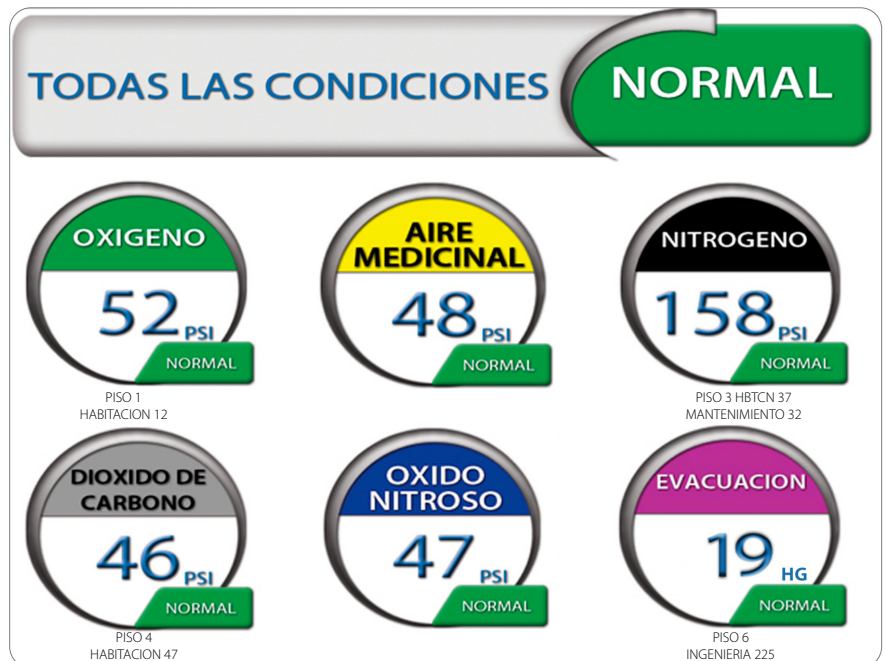 TODAS LAS CONDICIONES NORMAL
OXIGENO
52 PSI
NORMAL
PISO 1
HABITACION 12
AIRE
MEDICINAL
48 PSI
NORMAL
NITROGENO
158 PSI
NORMAL
PISO 3 HBTCN 37
MANTENIMIENTO 32
DIOXIDO DE
CARBONO
46 PSI
NORMAL
PISO 4
HABITACION 47
OXIDO
NITROSO
47 PSI
NORMAL
EVACUACION
19 HG
NORMAL
PISO 6
INGENIERIA 225